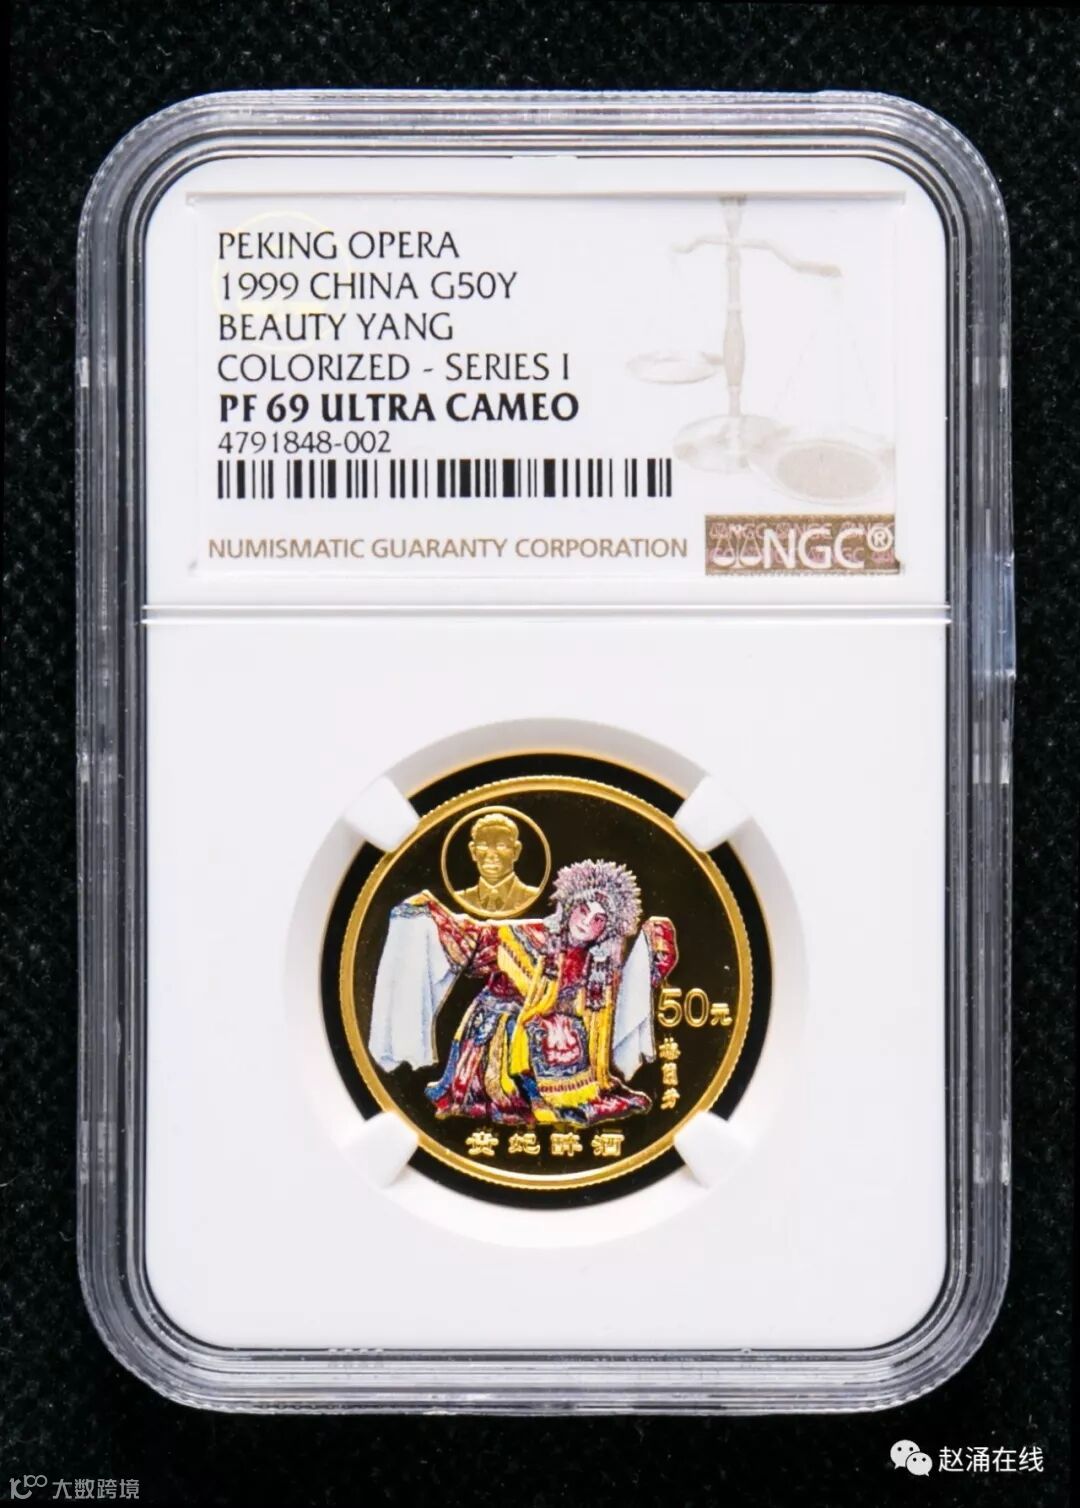 PEKING OPERA
1999 CHINA G50Y
BEAUTY YANG
COLORIZED - SERIES I
PF 69 ULTRA CAMEO
4791848-002
NUMISMATIC GUARANTY CORPORATION
NGC®
50元
梅兰芳
贵妃醉酒
赵涌在线
大数跨境